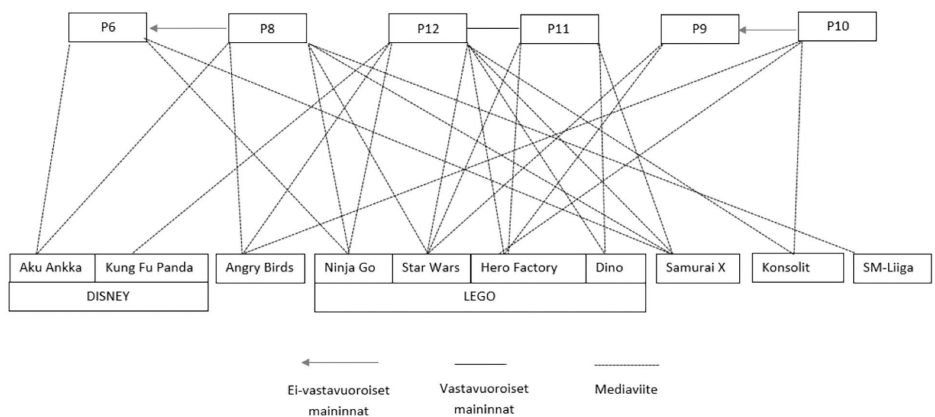 P6 P8 P12 P11 P9 P10
Aku Ankka Kung Fu Panda Angry Birds Ninja Go Star Wars Hero Factory Dino Samurai X Konsolit SM-Liiga
DISNEY LEGO
Ei-vastavuoroiset Vastavuoroiset Mediaviite
maininnat maininnat